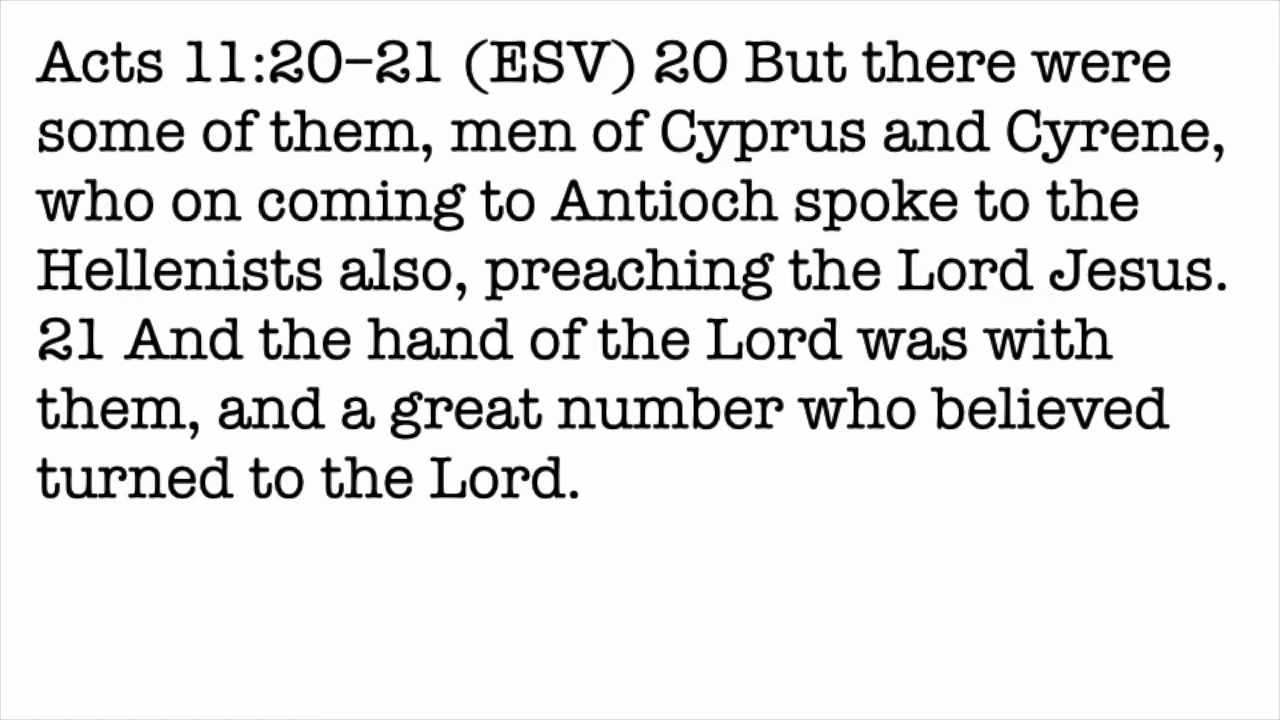 Acts 11:20–21 (ESV) 20 But there were
some of them, men of Cyprus and Cyrene,
who on coming to Antioch spoke to the
Hellenists also, preaching the Lord Jesus.
21 And the hand of the Lord was with
them, and a great number who believed
turned to the Lord.